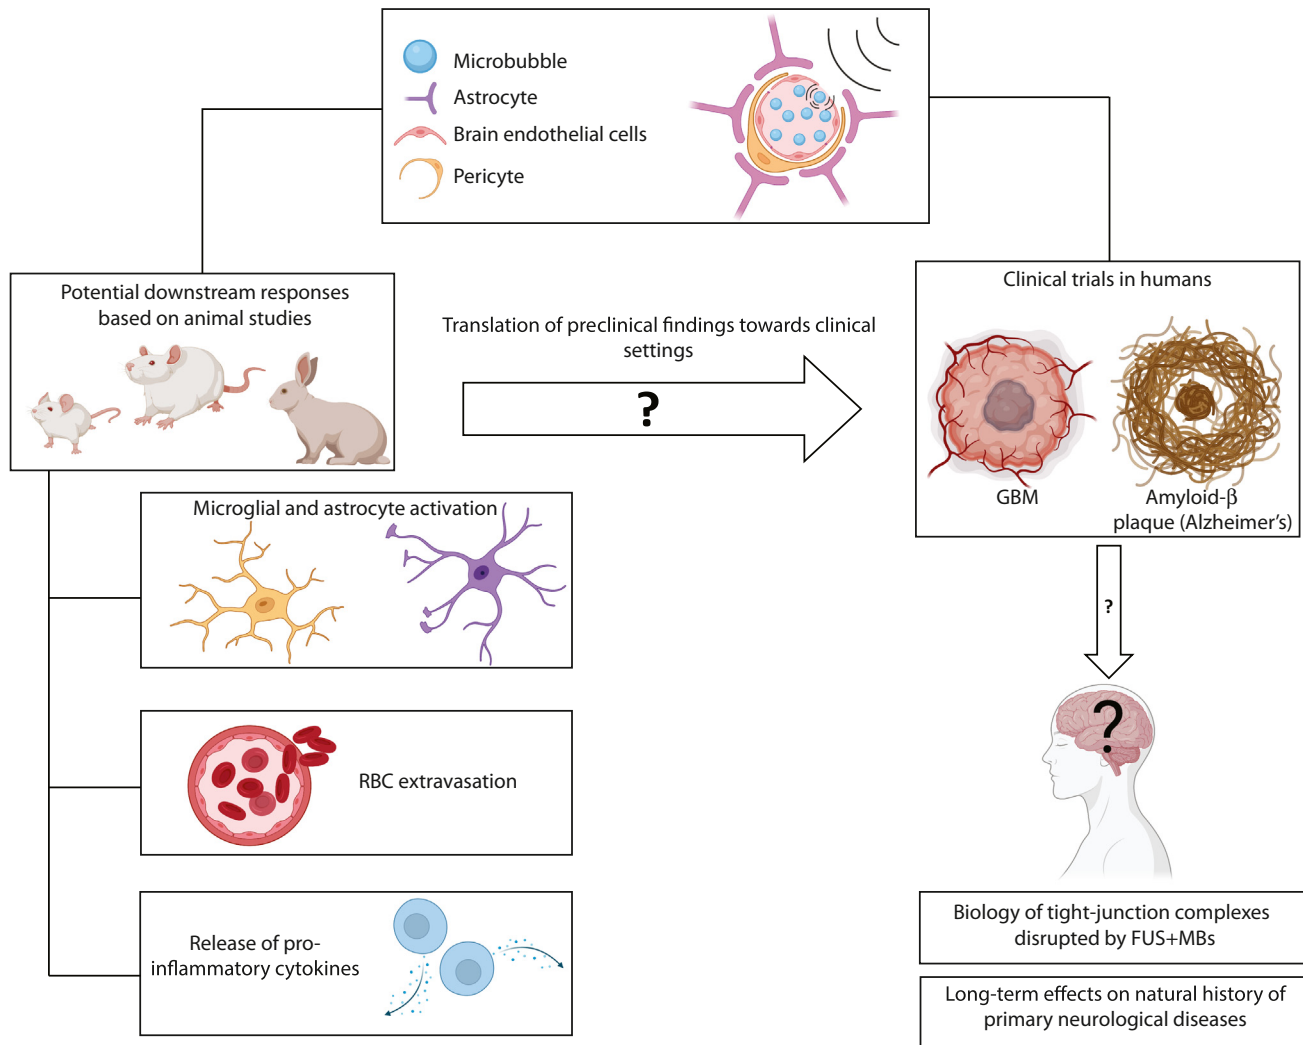 Microbubble
Astrocyte
Brain endothelial cells
Pericyte
Potential downstream responses
based on animal studies
Translation of preclinical findings towards clinical
settings
?
Clinical trials in humans
GBM
Amyloid-β
plaque (Alzheimer's)
Microglial and astrocyte activation
?
RBC extravasation
?
Release of pro-
inflammatory cytokines
Biology of tight-junction complexes
disrupted by FUS+MBs
Long-term effects on natural history of
primary neurological diseases